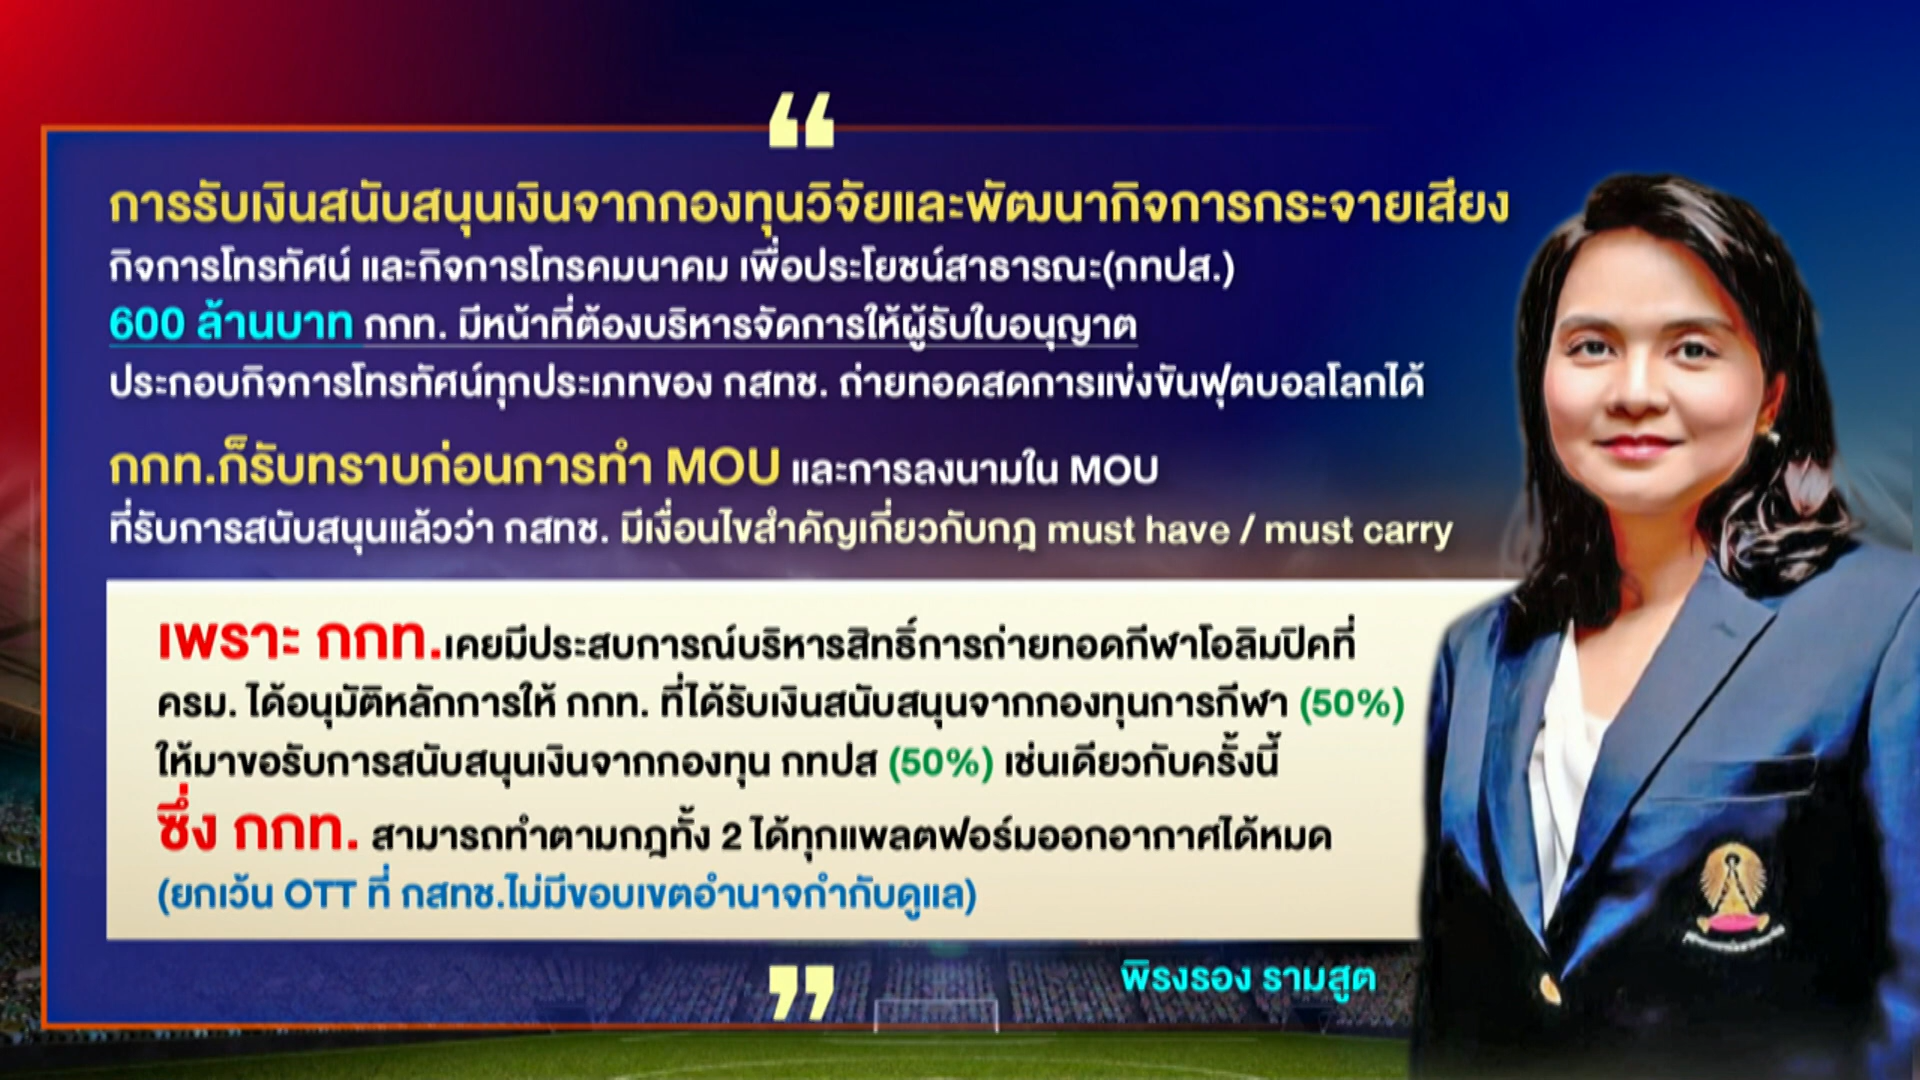 “
การรับเงินสนับสนุนเงินจากกองทุนวิจัยและพัฒนากิจการกระจายเสียง
กิจการโทรทัศน์ และกิจการโทรคมนาคม เพื่อประโยชน์สาธารณะ(กทปส.)
600 ล้านบาท กกท. มีหน้าที่ต้องบริหารจัดการให้ผู้รับใบอนุญาต
ประกอบกิจการโทรทัศน์ทุกประเภทของ กสทช. ถ่ายทอดสดการแข่งขันฟุตบอลโลกได้
กกท.ก็รับทราบก่อนการทำ MOU และการลงนามใน MOU
ที่รับการสนับสนุนแล้วว่า กสทช. มีเงื่อนไขสำคัญเกี่ยวกับกฎ must have / must carry
เพราะ กกท.เคยมีประสบการณ์บริหารสิทธิ์การถ่ายทอดกีฬาโอลิมปิคที่
ครม. ได้อนุมัติหลักการให้ กกท. ที่ได้รับเงินสนับสนุนจากกองทุนการกีฬา (50%)
ให้มาขอรับการสนับสนุนเงินจากกองทุน กทปส (50%) เช่นเดียวกับครั้งนี้
ซึ่ง กกท. สามารถทำตามกฎทั้ง 2 ได้ทุกแพลตฟอร์มออกอากาศได้หมด
(ยกเว้น OTT ที่ กสทช.ไม่มีขอบเขตอำนาจกำกับดูแล)
”
พิรงรอง รามสูต